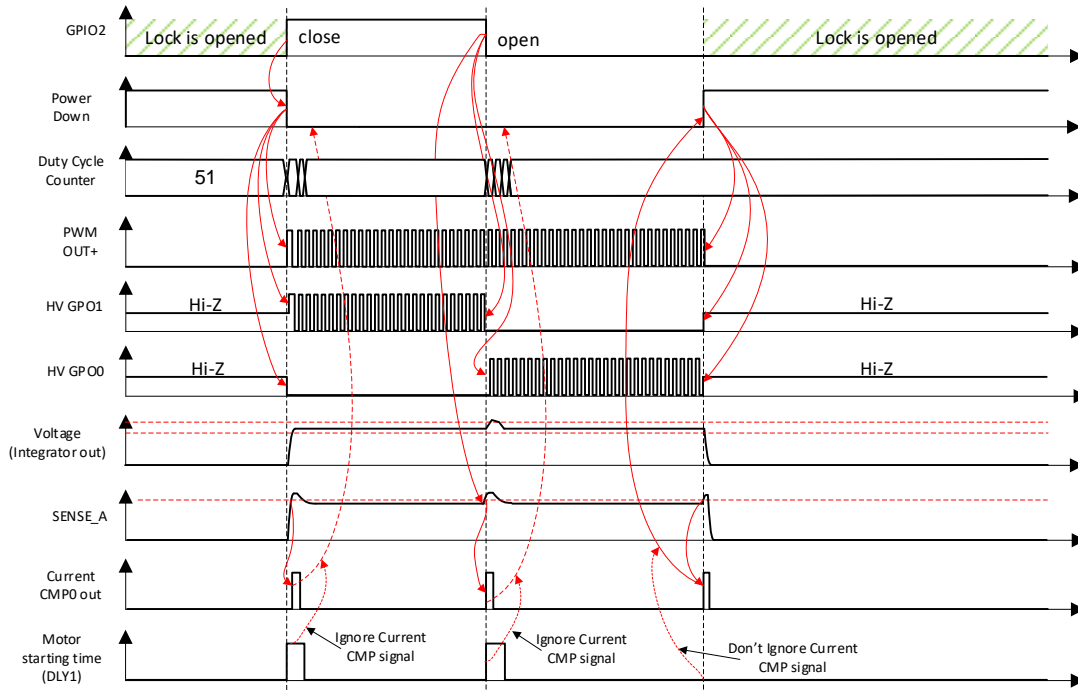 GPIO2
Lock is opened
close
open
Lock is opened
Power
Down
Duty Cycle
Counter
51
PWM
OUT+
HV GPO1
Hi-Z
Hi-Z
HV GPO0
Hi-Z
Hi-Z
Voltage
(Integrator out)
SENSE_A
Current
CMP0 out
Motor
starting time
(DLY1)
Ignore Current
CMP signal
Ignore Current
CMP signal
Don't Ignore Current
CMP signal